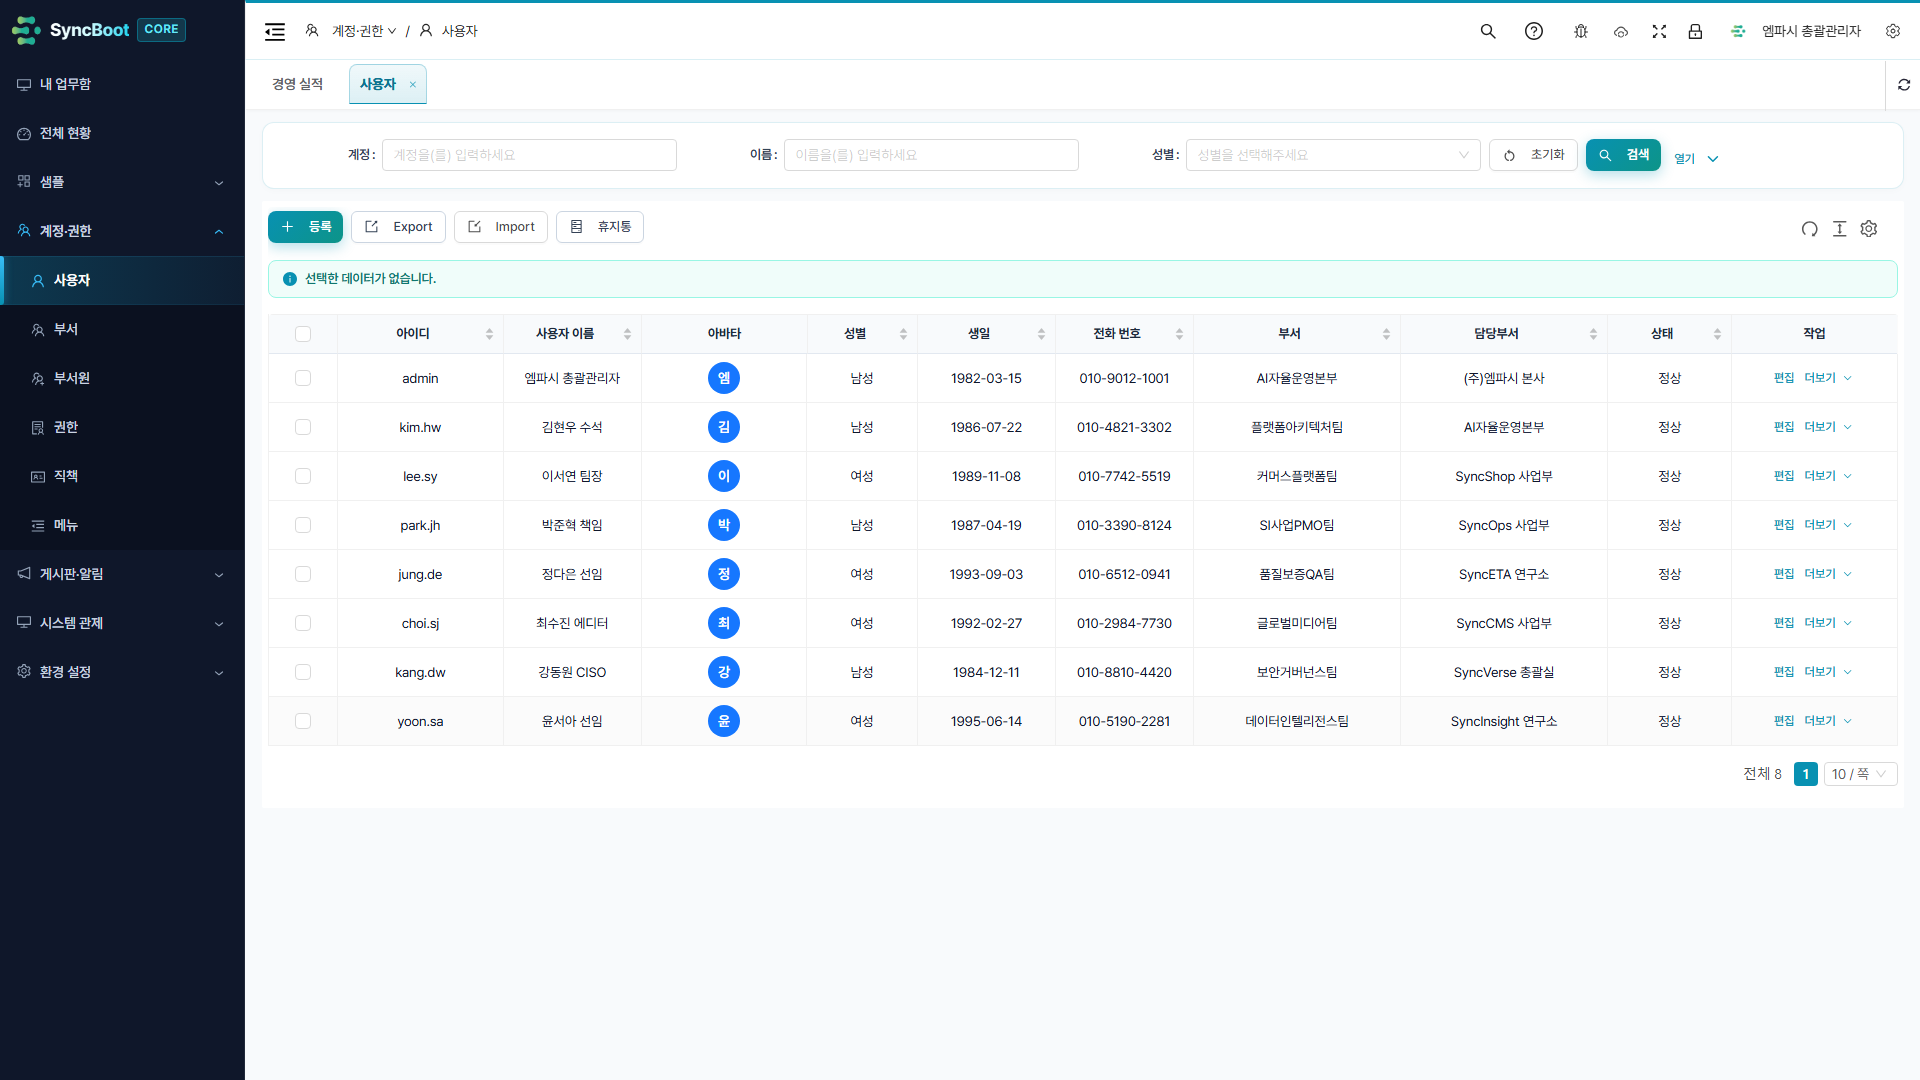 SyncBoot CORE
내 업무함
전체 현황
샘플
계정·권한
사용자
부서
부서원
권한
직책
메뉴
게시판·알림
시스템 관제
환경 설정
계정·권한 / 사용자
엠파시 총괄관리자
경영 실적
사용자 ×
계정: 계정을(를) 입력하세요
이름: 이름을(를) 입력하세요
성별: 성별을 선택해주세요
초기화
검색
열기
등록
Export
Import
휴지통
선택한 데이터가 없습니다.
아이디 사용자 이름 아바타 성별 생일 전화 번호 부서 담당부서 상태 작업
admin 엠파시 총괄관리자 엠 남성 1982-03-15 010-9012-1001 AI자율운영본부 (주)엠파시 본사 정상 편집 더보기
kim.hw 김현우 수석 김 남성 1986-07-22 010-4821-3302 플랫폼아키텍처팀 AI자율운영본부 정상 편집 더보기
lee.sy 이서연 팀장 이 여성 1989-11-08 010-7742-5519 커머스플랫폼팀 SyncShop 사업부 정상 편집 더보기
park.jh 박준혁 책임 박 남성 1987-04-19 010-3390-8124 SI사업PMO팀 SyncOps 사업부 정상 편집 더보기
jung.de 정다은 선임 정 여성 1993-09-03 010-6512-0941 품질보증QA팀 SyncETA 연구소 정상 편집 더보기
choi.sj 최수진 에디터 최 여성 1992-02-27 010-2984-7730 글로벌미디어팀 SyncCMS 사업부 정상 편집 더보기
kang.dw 강동원 CISO 강 남성 1984-12-11 010-8810-4420 보안거버넌스팀 SyncVerse 총괄실 정상 편집 더보기
yoon.sa 윤서아 선임 윤 여성 1995-06-14 010-5190-2281 데이터인텔리전스팀 SyncInsight 연구소 정상 편집 더보기
전체 8 1 10 / 쪽